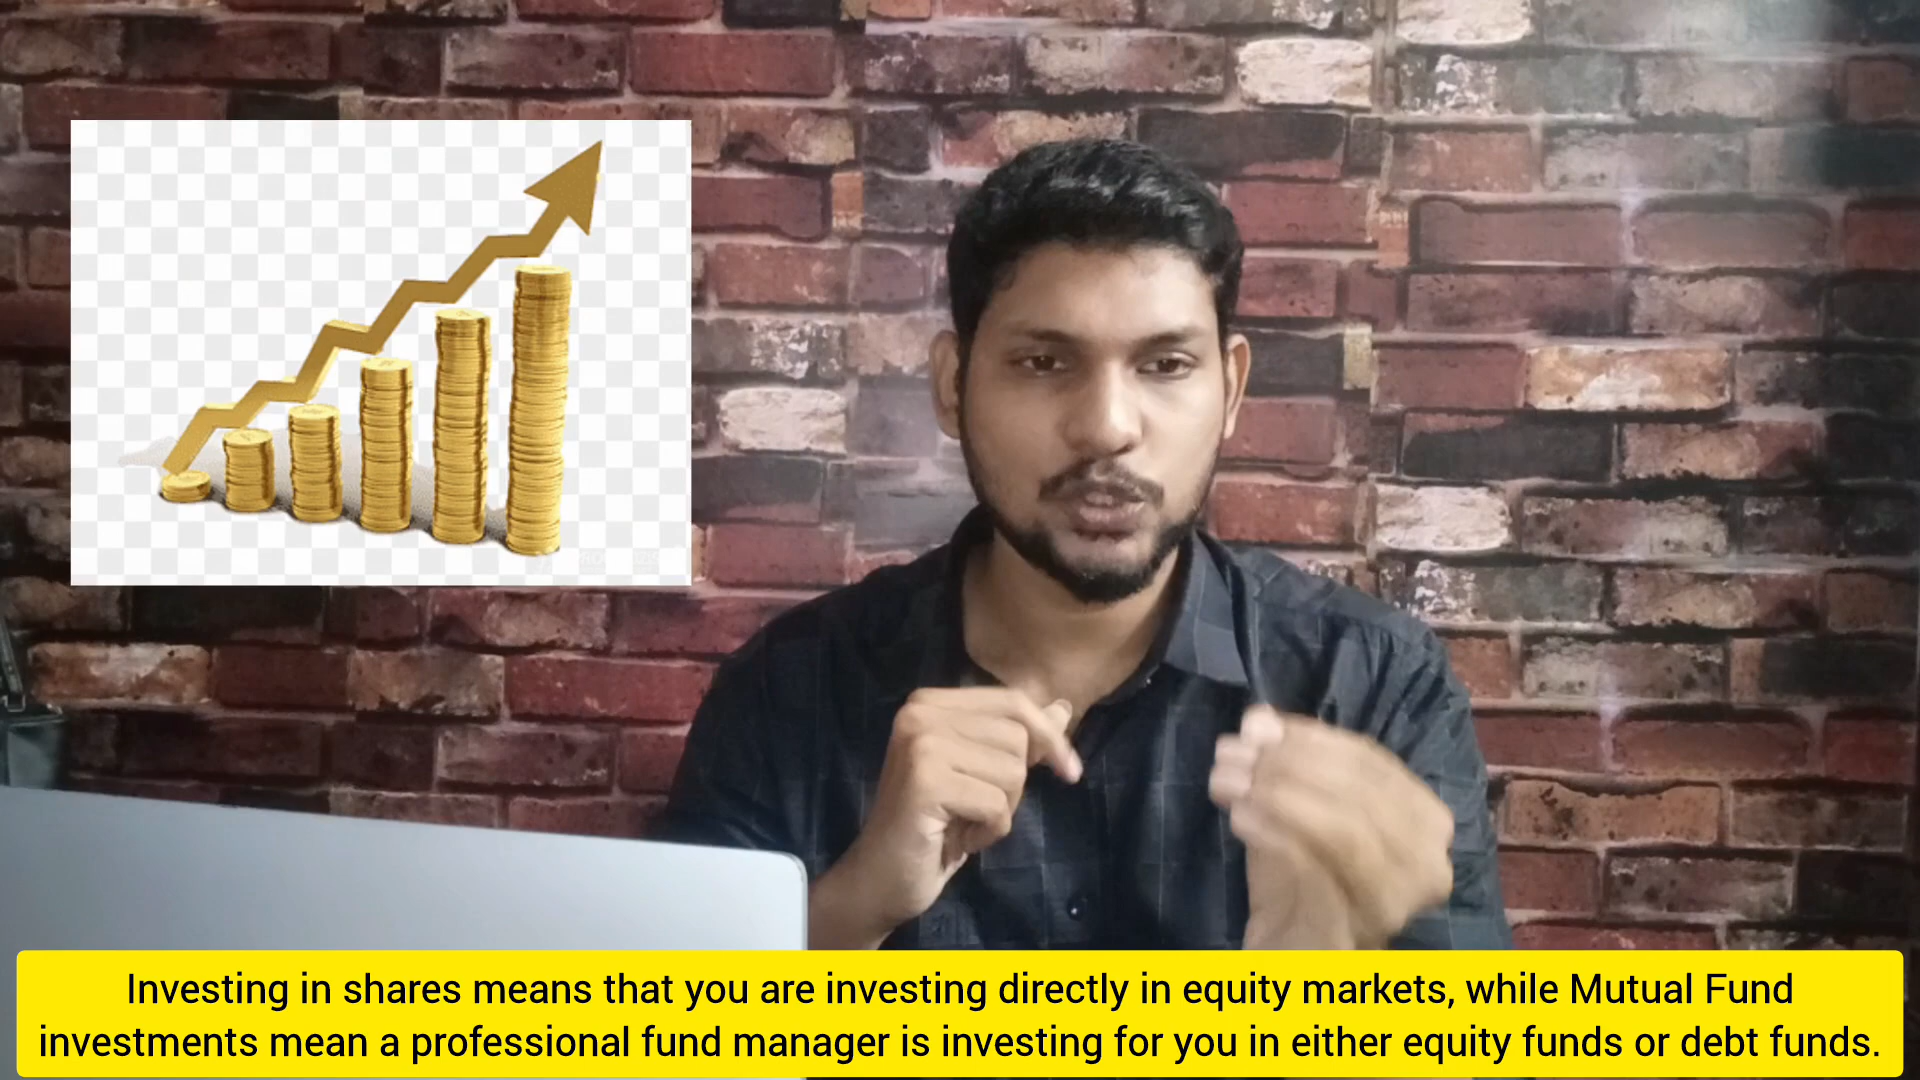 Investing in shares means that you are investing directly in equity markets, while Mutual Fund
investments mean a professional fund manager is investing for you in either equity funds or debt funds.